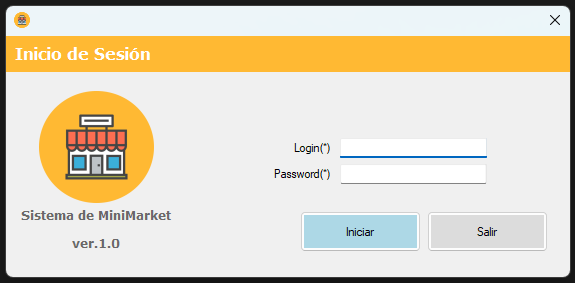 Inicio de Sesión
Login(*)
Password(*)
Sistema de MiniMarket
ver.1.0
Iniciar
Salir